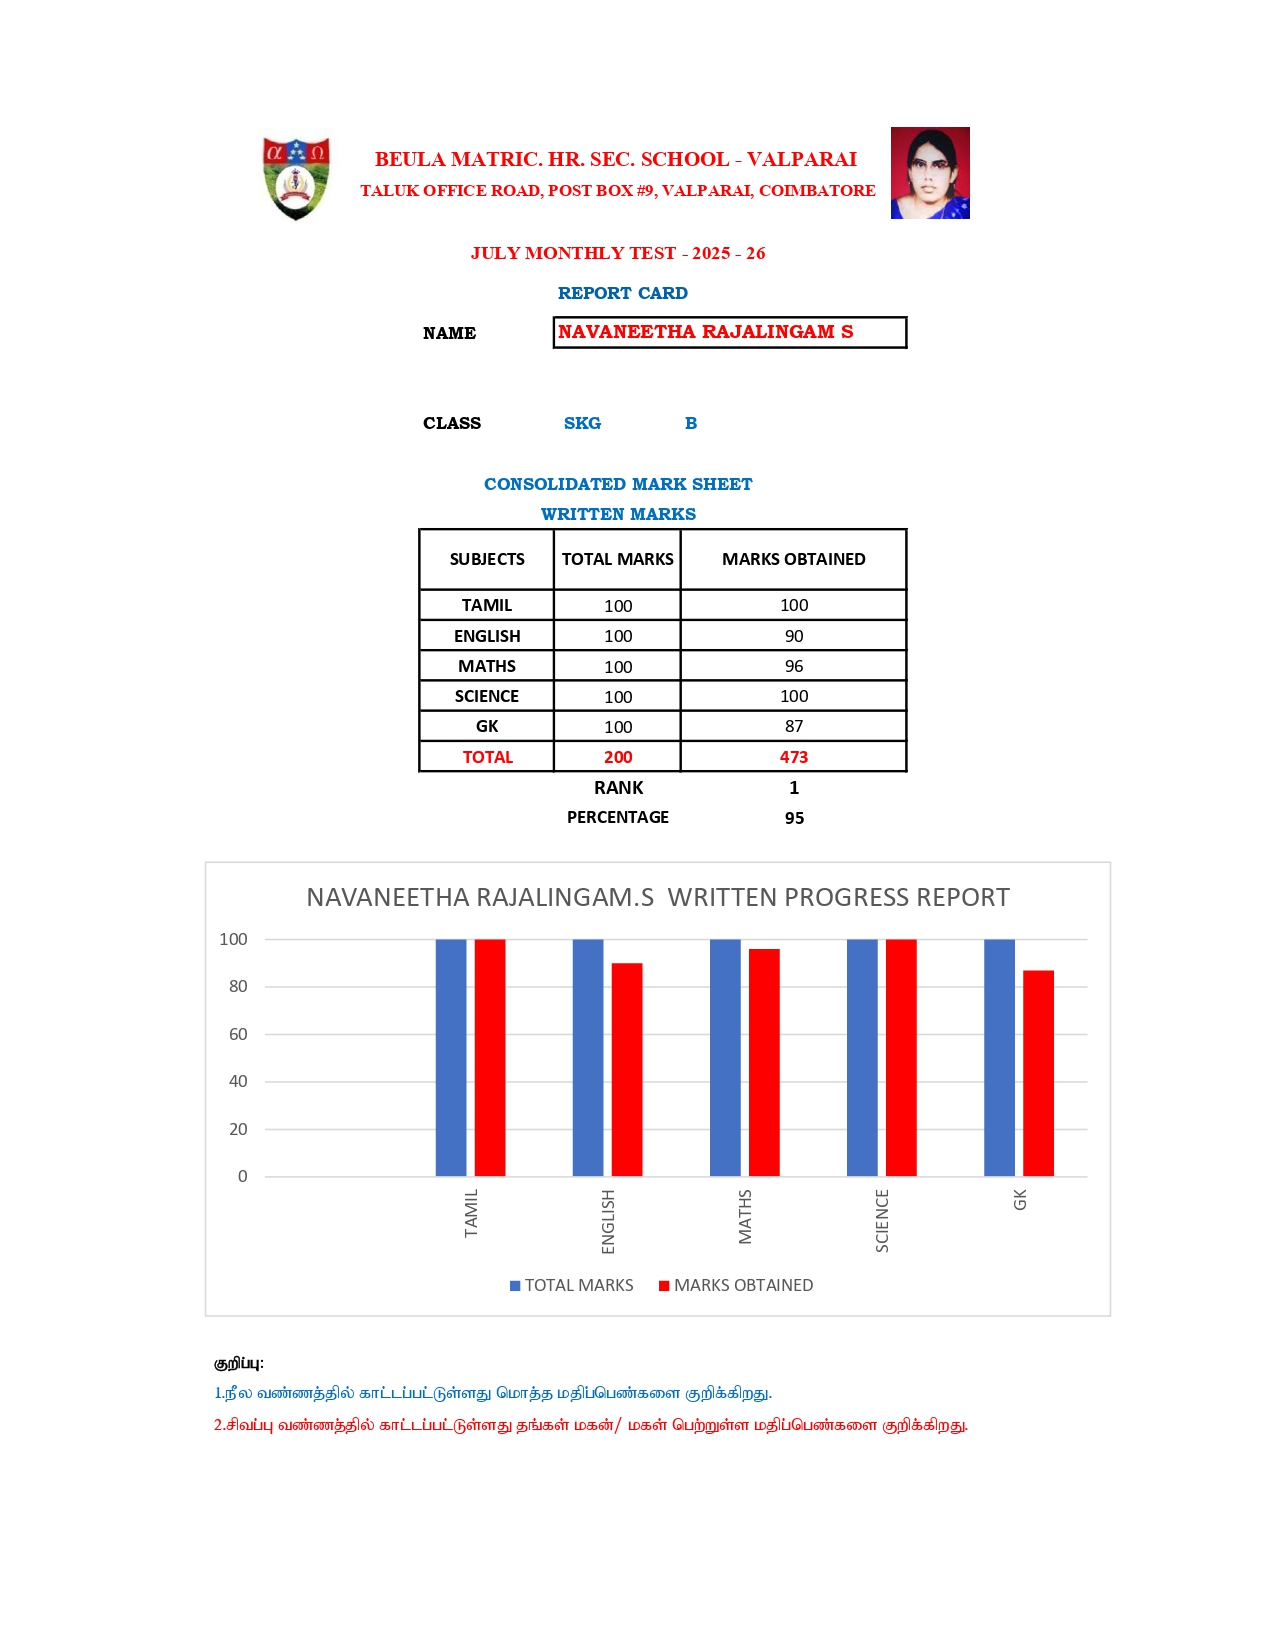 α Ω
BEULA MATRIC. HR. SEC. SCHOOL - VALPARAI
TALUK OFFICE ROAD, POST BOX #9, VALPARAI, COIMBATORE
JULY MONTHLY TEST - 2025 - 26
REPORT CARD
NAME NAVANEETHA RAJALINGAM S
CLASS SKG B
CONSOLIDATED MARK SHEET
WRITTEN MARKS
SUBJECTS TOTAL MARKS MARKS OBTAINED
TAMIL 100 100
ENGLISH 100 90
MATHS 100 96
SCIENCE 100 100
GK 100 87
TOTAL 200 473
RANK 1
PERCENTAGE 95
NAVANEETHA RAJALINGAM.S WRITTEN PROGRESS REPORT
100
80
60
40
20
0
TAMIL ENGLISH MATHS SCIENCE GK
TOTAL MARKS MARKS OBTAINED
குறிப்பு:
1.நீல வண்ணத்தில் காட்டப்பட்டுள்ளது மொத்த மதிப்பெண்களை குறிக்கிறது.
2.சிவப்பு வண்ணத்தில் காட்டப்பட்டுள்ளது தங்கள் மகன்/ மகள் பெற்றுள்ள மதிப்பெண்களை குறிக்கிறது.